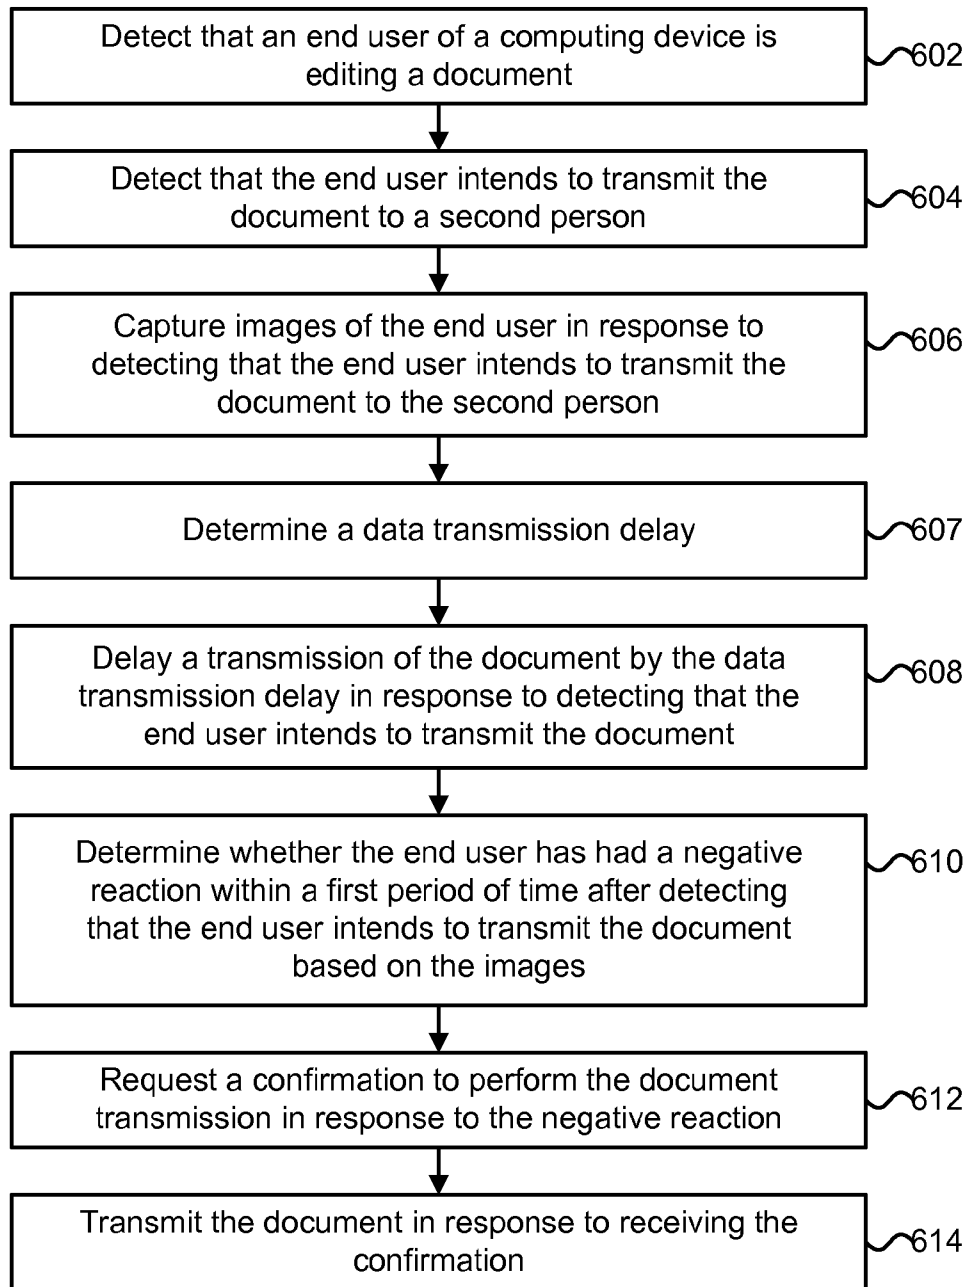 Detect that an end user of a computing device is
editing a document
602
Detect that the end user intends to transmit the
document to a second person
604
Capture images of the end user in response to
detecting that the end user intends to transmit the
document to the second person
606
Determine a data transmission delay
607
Delay a transmission of the document by the data
transmission delay in response to detecting that the
end user intends to transmit the document
608
Determine whether the end user has had a negative
reaction within a first period of time after detecting
that the end user intends to transmit the document
based on the images
610
Request a confirmation to perform the document
transmission in response to the negative reaction
612
Transmit the document in response to receiving the
confirmation
614